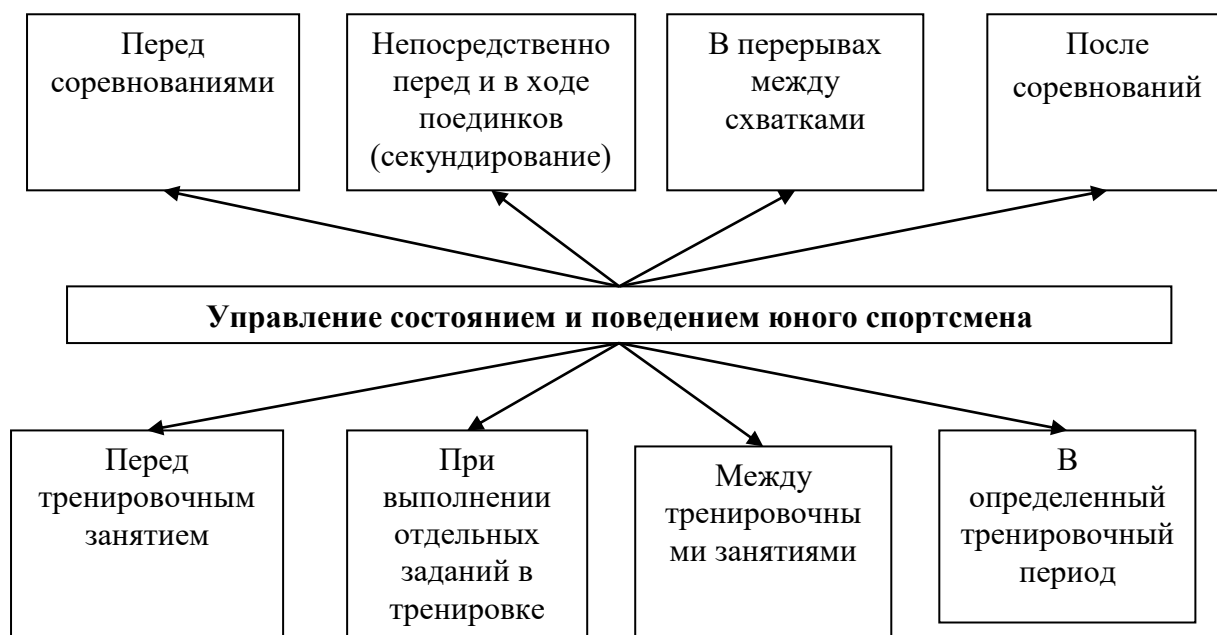 Перед
соревнованиями
Непосредственно
перед и в ходе
поединков
(секундирование)
В перерывах
между
схватками
После
соревнований
Управление состоянием и поведением юного спортсмена
Перед
тренировочным
занятием
При
выполнении
отдельных
заданий в
тренировке
Между
тренировочны
ми занятиями
В
определенный
тренировочный
период